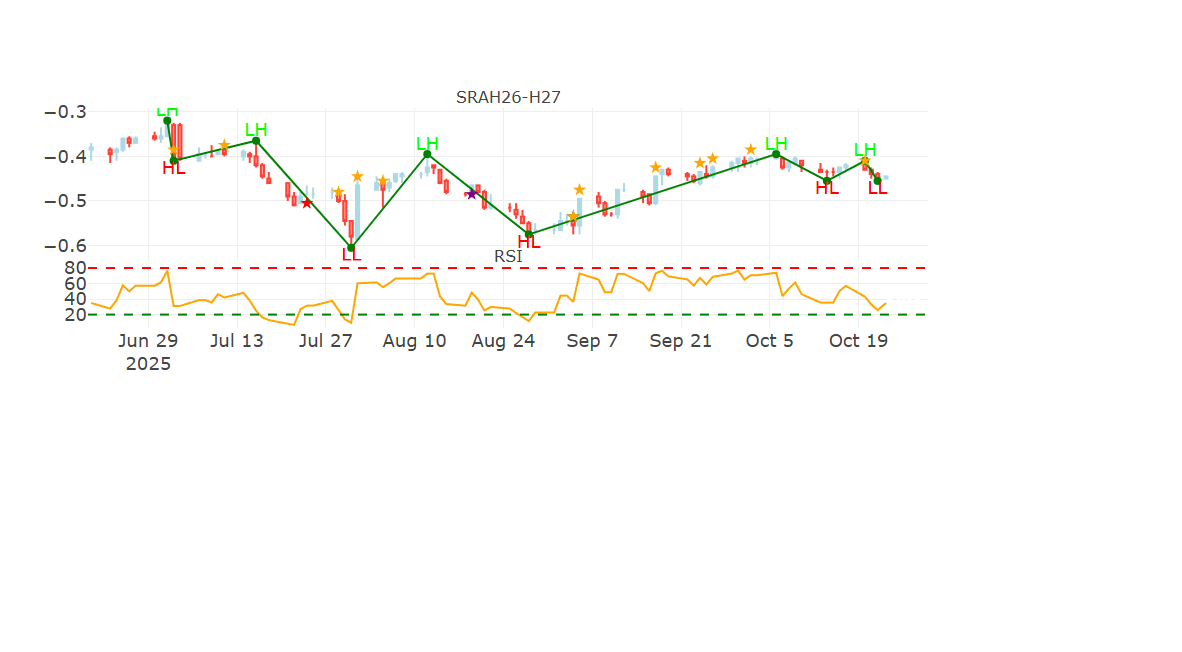 SRAH26-H27
−0.3
−0.4
−0.5
−0.6
LH
HL
LH
LL
LH
HL
LH
HL
LH
LL
RSI
80
60
40
20
Jun 29
2025
Jul 13
Jul 27
Aug 10
Aug 24
Sep 7
Sep 21
Oct 5
Oct 19